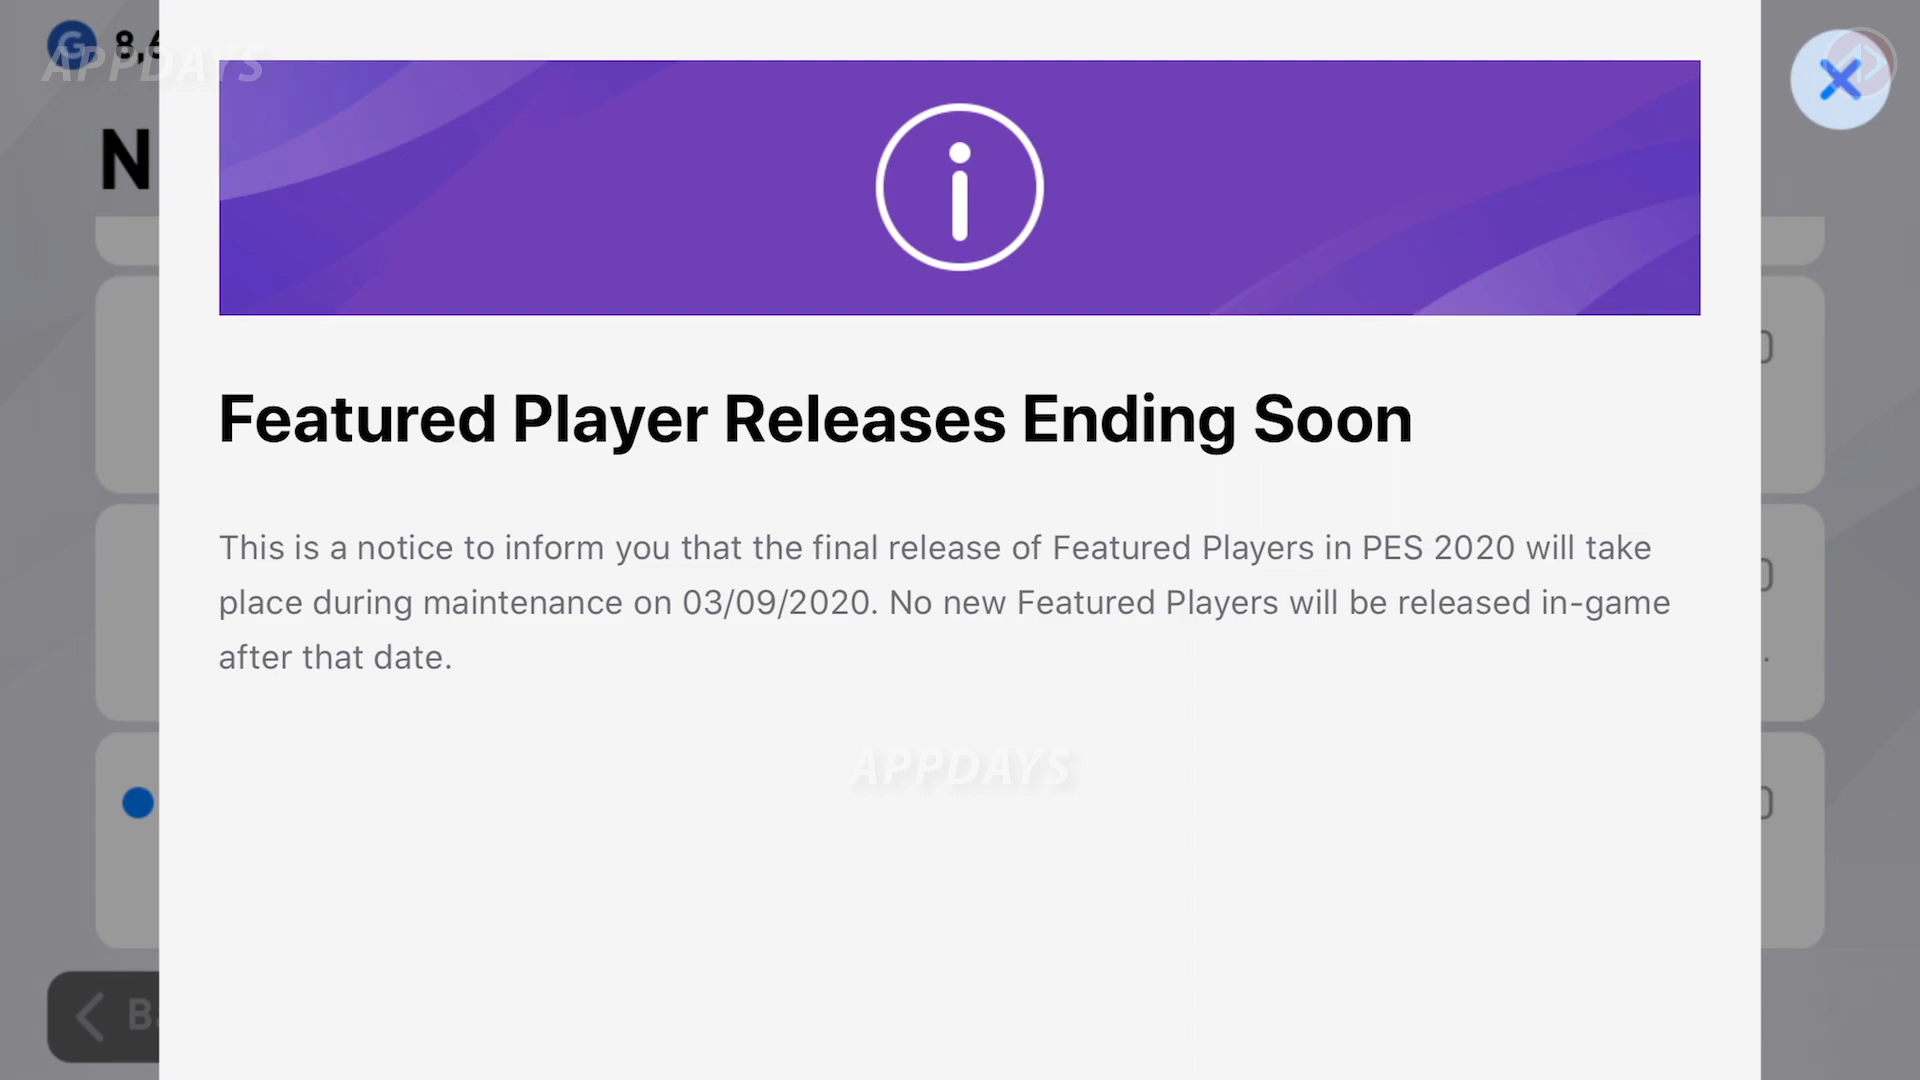 APPDAYS
Featured Player Releases Ending Soon
This is a notice to inform you that the final release of Featured Players in PES 2020 will take
place during maintenance on 03/09/2020. No new Featured Players will be released in-game
after that date.
APPDAYS